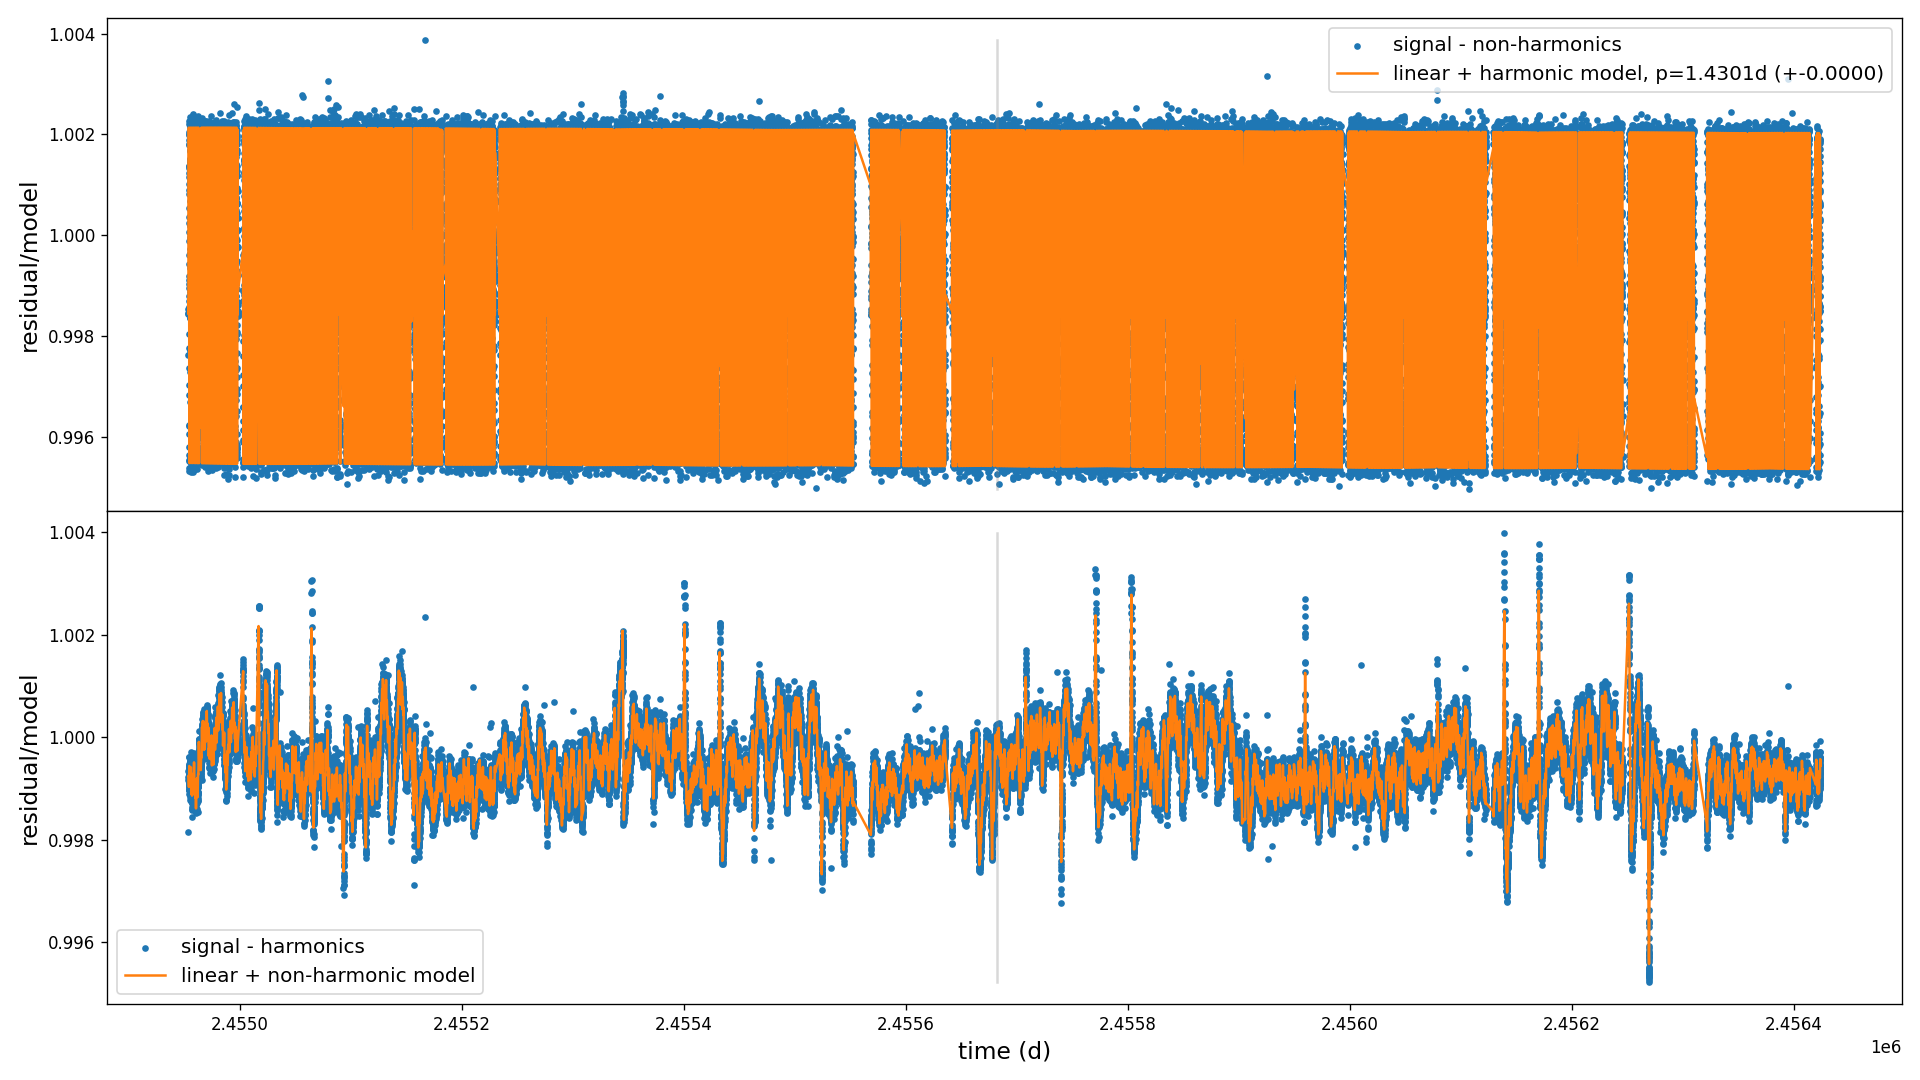 1.004
1.002
1.000
0.998
0.996
residual/model
signal - non-harmonics
linear + harmonic model, p=1.4301d (+-0.0000)
1.004
1.002
1.000
0.998
0.996
residual/model
signal - harmonics
linear + non-harmonic model
2.4550
2.4552
2.4554
2.4556
2.4558
2.4560
2.4562
2.4564
1e6
time (d)